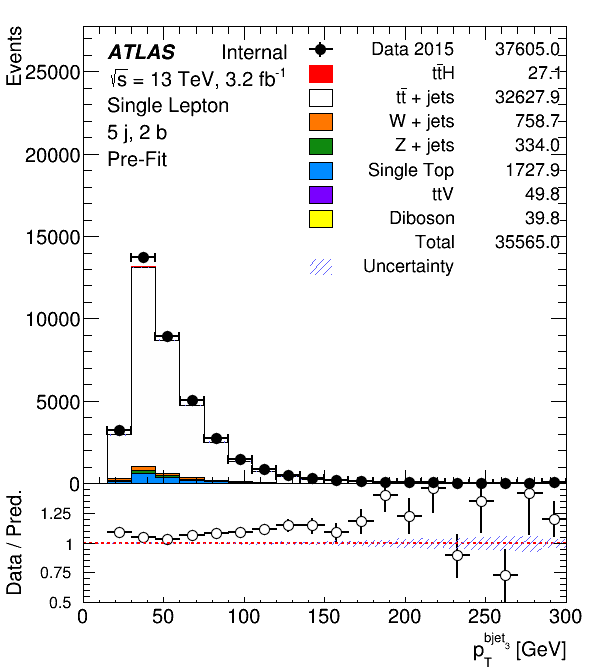 Events
25000
20000
15000
10000
5000
0
ATLAS Internal
√s = 13 TeV, 3.2 fb⁻¹
Single Lepton
5 j, 2 b
Pre-Fit
Data 2015 37605.0
tt̄H 27.1
tt̄ + jets 32627.9
W + jets 758.7
Z + jets 334.0
Single Top 1727.9
ttV 49.8
Diboson 39.8
Total 35565.0
Uncertainty
Data / Pred.
1.25
1
0.75
0.5
0 50 100 150 200 250 300
p_T^{bjet_3} [GeV]